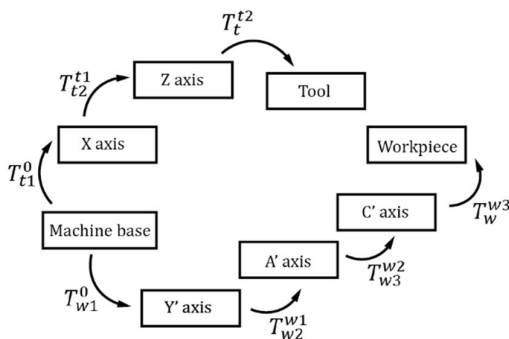 T_t^{t2}
Z axis
T_{t2}^{t1}
Tool
X axis
Workpiece
T_{t1}^0
C' axis
T_w^{w3}
Machine base
A' axis
T_{w3}^{w2}
T_{w1}^0
Y' axis
T_{w2}^{w1}